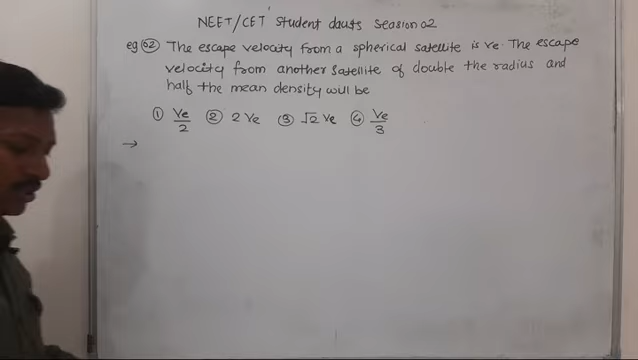 NEET/CET' Student douts Seasion 02
eg 02 The escape velocity from a spherical satellite is ve. The escape
velocity from another satellite of double the radius and
half the mean density will be
① Ve/2 ② 2 Ve ③ √2 Ve ④ Ve/3
→